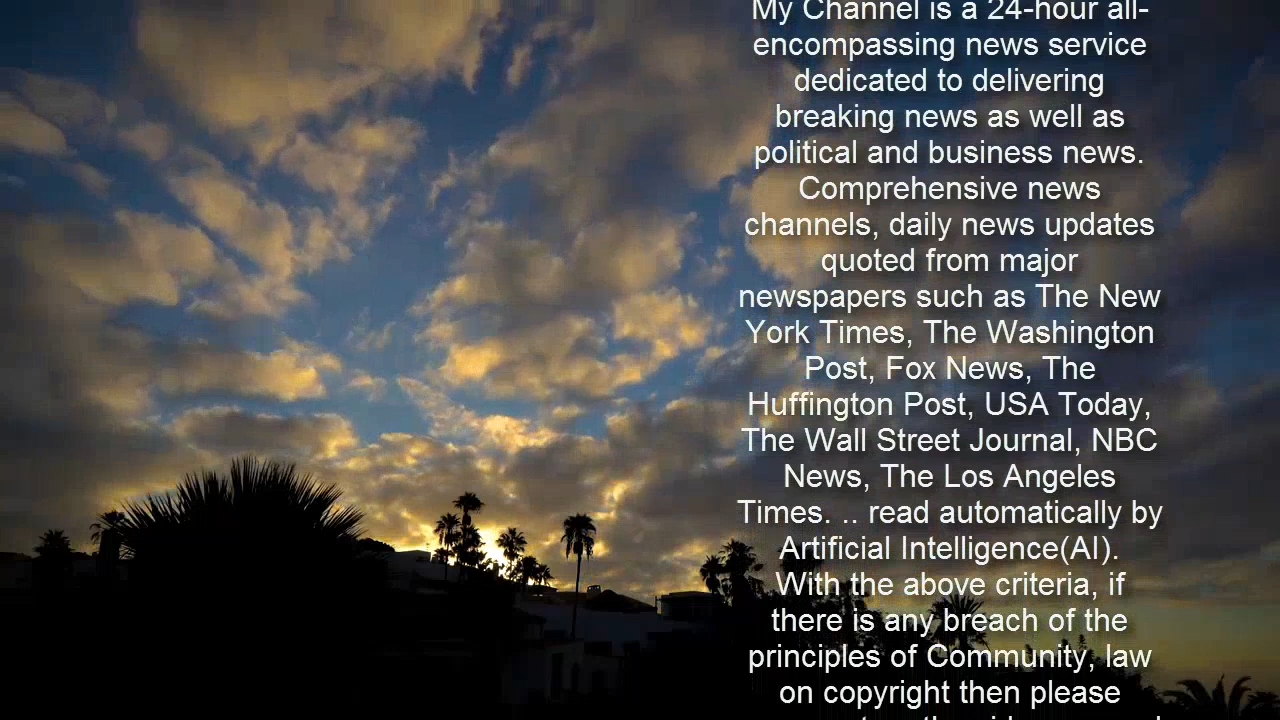 My Channel is a 24-hour all-
encompassing news service
dedicated to delivering
breaking news as well as
political and business news.
Comprehensive news
channels, daily news updates
quoted from major
newspapers such as The New
York Times, The Washington
Post, Fox News, The
Huffington Post, USA Today,
The Wall Street Journal, NBC
News, The Los Angeles
Times. .. read automatically by
Artificial Intelligence(AI).
With the above criteria, if
there is any breach of the
principles of Community, law
on copyright then please